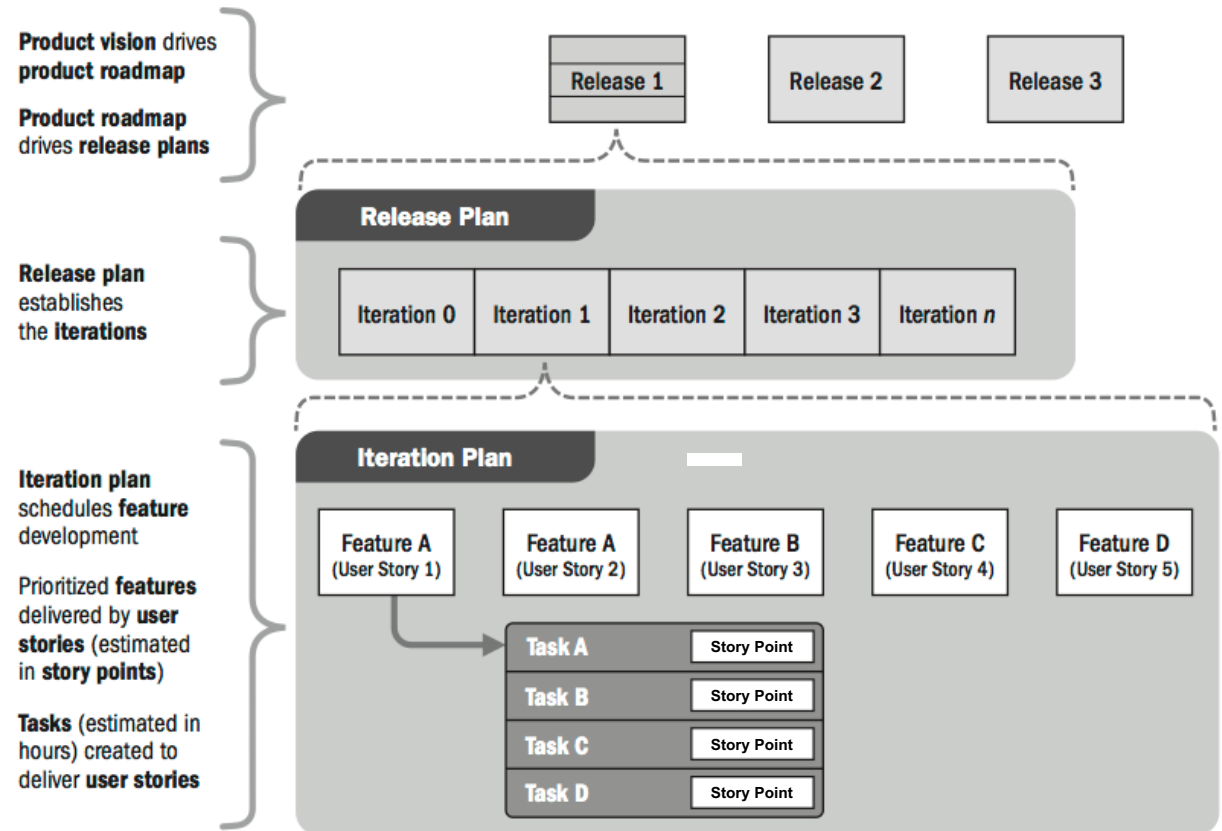 Product vision drives
product roadmap
Product roadmap
drives release plans
Release 1
Release 2
Release 3
Release Plan
Release plan
establishes
the iterations
Iteration 0
Iteration 1
Iteration 2
Iteration 3
Iteration n
Iteration Plan
Iteration plan
schedules feature
development
Prioritized features
delivered by user
stories (estimated
in story points)
Tasks (estimated in
hours) created to
deliver user stories
Feature A
(User Story 1)
Feature A
(User Story 2)
Feature B
(User Story 3)
Feature C
(User Story 4)
Feature D
(User Story 5)
Task A
Story Point
Task B
Story Point
Task C
Story Point
Task D
Story Point